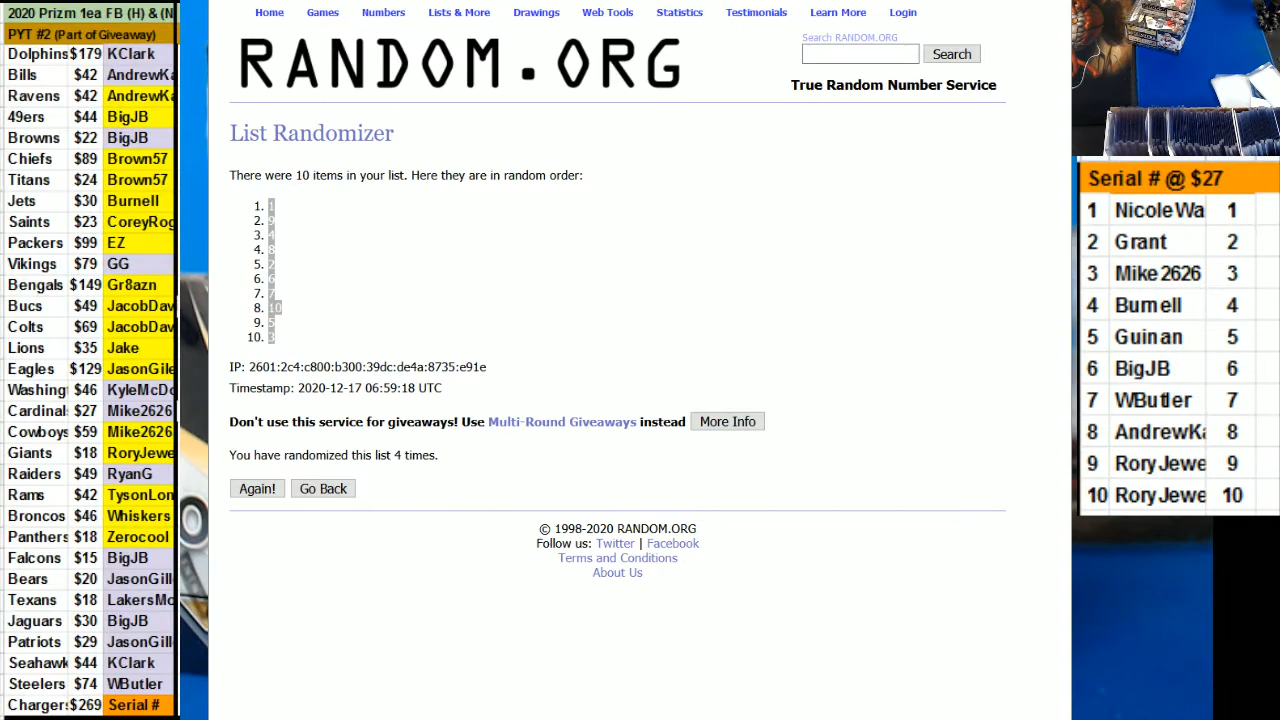 2020 Prizm 1ea FB (H) & (N
PYT #2 (Part of Giveaway)
Dolphins $179 KClark
Bills $42 AndrewKa
Ravens $42 AndrewKa
49ers $44 BigJB
Browns $22 BigJB
Chiefs $89 Brown57
Titans $24 Brown57
Jets $30 Burnell
Saints $23 CoreyRog
Packers $99 EZ
Vikings $79 GG
Bengals $149 Gr8azn
Bucs $49 JacobDav
Colts $69 JacobDav
Lions $35 Jake
Eagles $129 JasonGile
Washingt $46 KyleMcDo
Cardinal $27 Mike2626
Cowboys $59 Mike2626
Giants $18 RoryJewe
Raiders $49 RyanG
Rams $42 TysonLon
Broncos $46 Whiskers
Panthers $18 Zerocool
Falcons $15 BigJB
Bears $20 JasonGill
Texans $18 LakersMc
Jaguars $30 BigJB
Patriots $29 JasonGill
Seahawk $44 KClark
Steelers $74 WButler
Chargers $269 Serial #
Home Games Numbers Lists & More Drawings Web Tools Statistics Testimonials Learn More Login
RANDOM.ORG
Search RANDOM.ORG
Search
True Random Number Service
List Randomizer
There were 10 items in your list. Here they are in random order:
1. 1
2. 9
3. 4
4. 8
5. 2
6. 6
7. 7
8. 10
9. 5
10. 3
IP: 2601:2c4:c800:b300:39dc:de4a:8735:e91e
Timestamp: 2020-12-17 06:59:18 UTC
Don't use this service for giveaways! Use Multi-Round Giveaways instead More Info
You have randomized this list 4 times.
Again! Go Back
© 1998-2020 RANDOM.ORG
Follow us: Twitter | Facebook
Terms and Conditions
About Us
Serial # @ $27
1 NicoleWa 1
2 Grant 2
3 Mike2626 3
4 Burnell 4
5 Guinan 5
6 BigJB 6
7 WButler 7
8 AndrewKa 8
9 RoryJewe 9
10 RoryJewe 10